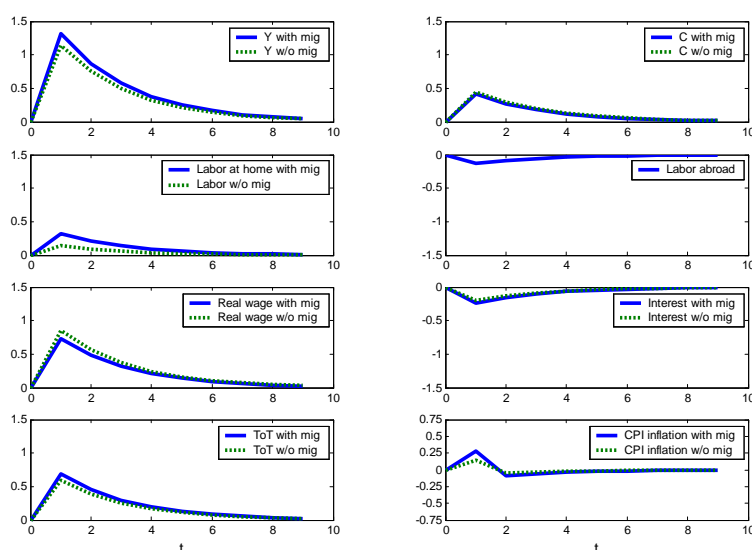 1.5
1
0.5
0
0 2 4 6 8 10
Y with mig
Y w/o mig
1.5
1
0.5
0
0 2 4 6 8 10
C with mig
C w/o mig
1.5
1
0.5
0
0 2 4 6 8 10
Labor at home with mig
Labor w/o mig
0
-0.5
-1
-1.5
0 2 4 6 8 10
Labor abroad
1.5
1
0.5
0
0 2 4 6 8 10
Real wage with mig
Real wage w/o mig
0
-0.5
-1
-1.5
0 2 4 6 8 10
Interest with mig
Interest w/o mig
1.5
1
0.5
0
0 2 4 6 8 10
t
ToT with mig
ToT w/o mig
0.75
0.5
0.25
0
-0.25
-0.5
-0.75
0 2 4 6 8 10
t
CPI inflation with mig
CPI inflation w/o mig